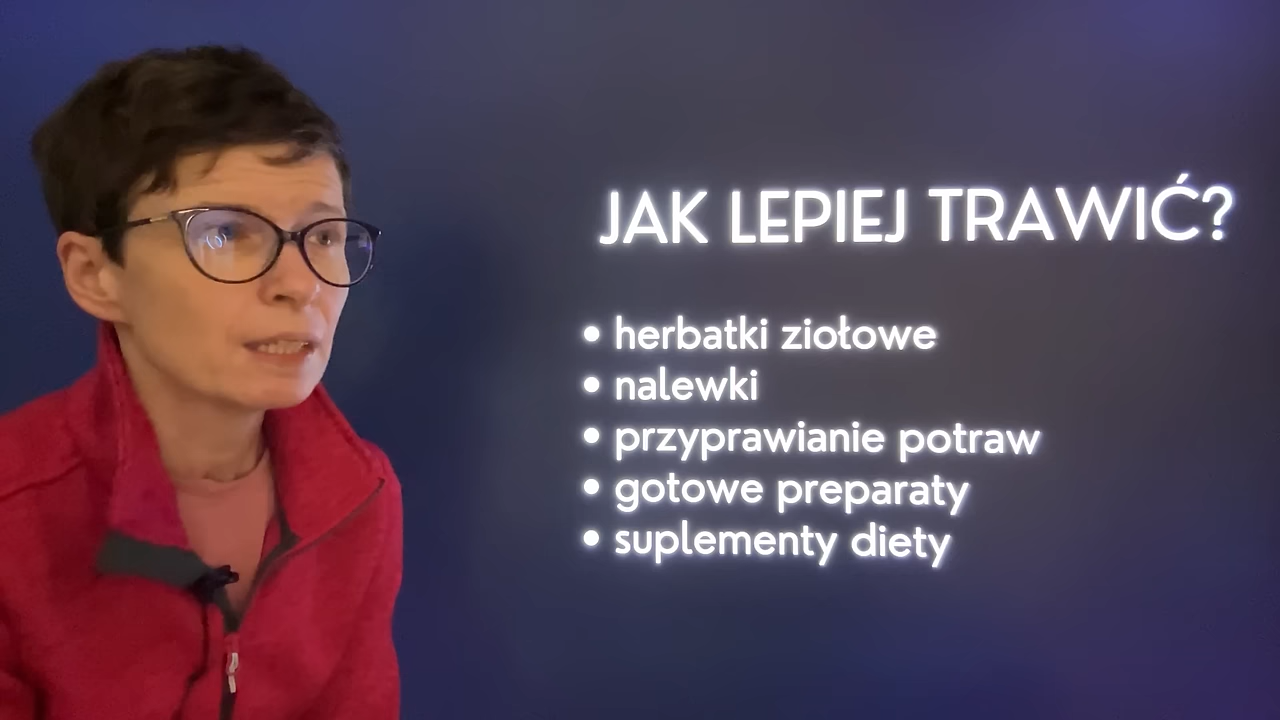 JAK LEPIEJ TRAWIĆ?
• herbatki ziołowe
• nalewki
• przyprawianie potraw
• gotowe preparaty
• suplementy diety